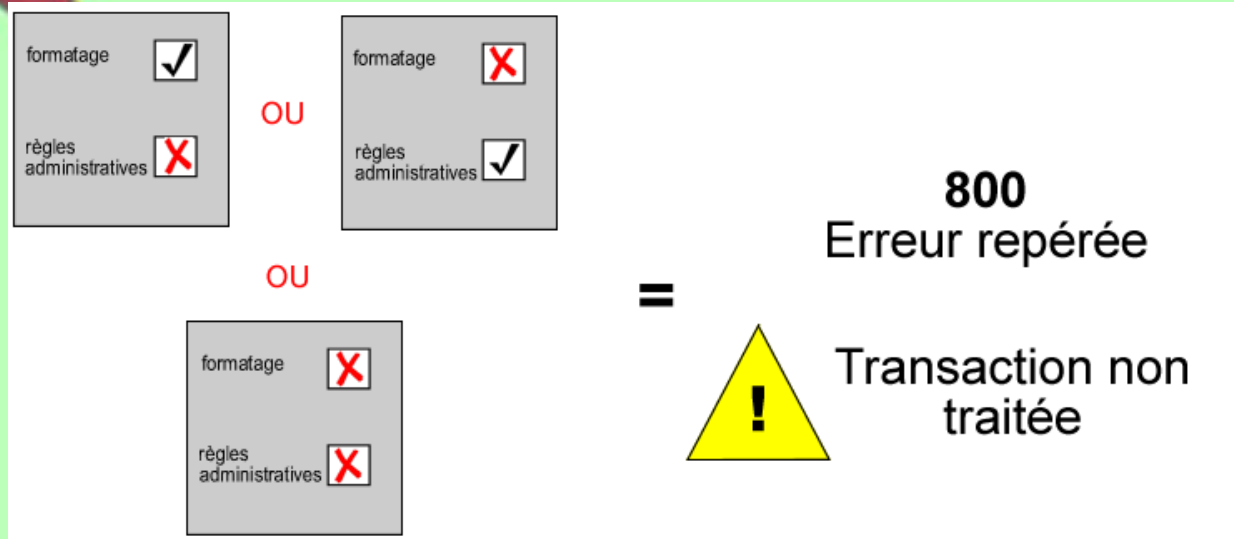 formatage
règles
administratives
OU
formatage
règles
administratives
OU
formatage
règles
administratives
=
800
Erreur repérée
!
Transaction non
traitée